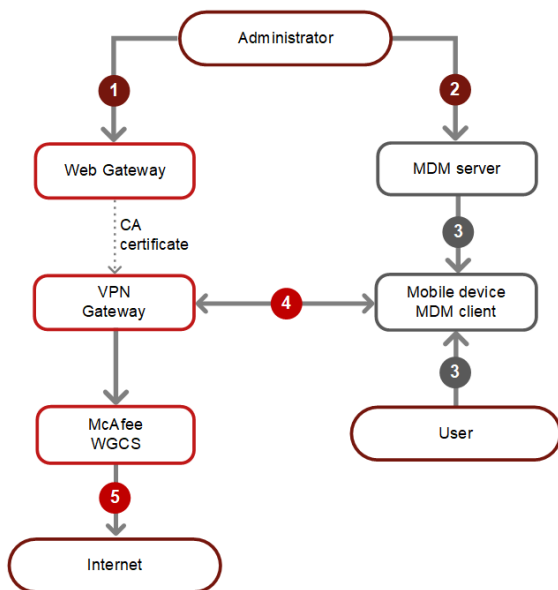 Administrator
1
2
Web Gateway
MDM server
CA
certificate
3
VPN
Gateway
4
Mobile device
MDM client
3
McAfee
WGCS
User
5
Internet